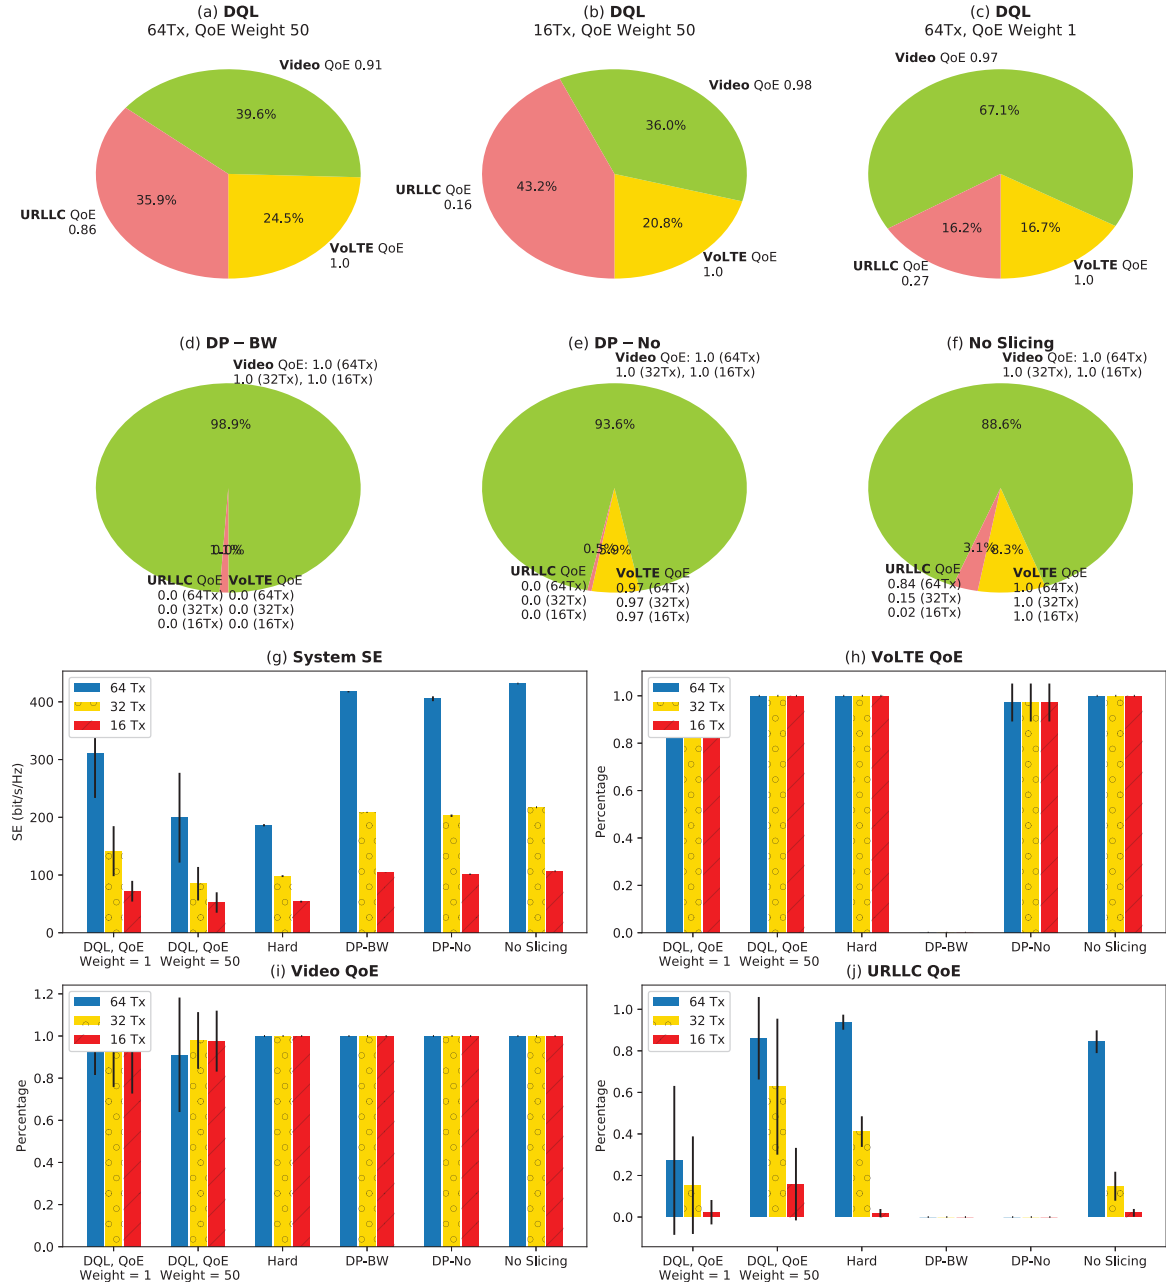 (a) DQL
64Tx, QoE Weight 50
Video QoE 0.91
39.6%
35.9%
24.5%
URLLC QoE
0.86
VoLTE QoE
1.0
(b) DQL
16Tx, QoE Weight 50
Video QoE 0.98
36.0%
43.2%
20.8%
URLLC QoE
0.16
VoLTE QoE
1.0
(c) DQL
64Tx, QoE Weight 1
Video QoE 0.97
67.1%
16.2%
16.7%
URLLC QoE
0.27
VoLTE QoE
1.0
(d) DP − BW
Video QoE: 1.0 (64Tx)
1.0 (32Tx), 1.0 (16Tx)
98.9%
1.0%
0.1%
URLLC QoE
0.0 (64Tx)
0.0 (32Tx)
0.0 (16Tx)
VoLTE QoE
0.0 (64Tx)
0.0 (32Tx)
0.0 (16Tx)
(e) DP − No
Video QoE: 1.0 (64Tx)
1.0 (32Tx), 1.0 (16Tx)
93.6%
0.5%
5.9%
URLLC QoE
0.0 (64Tx)
0.0 (32Tx)
0.0 (16Tx)
VoLTE QoE
0.97 (64Tx)
0.97 (32Tx)
0.97 (16Tx)
(f) No Slicing
Video QoE: 1.0 (64Tx)
1.0 (32Tx), 1.0 (16Tx)
88.6%
3.1%
8.3%
URLLC QoE
0.84 (64Tx)
0.15 (32Tx)
0.02 (16Tx)
VoLTE QoE
1.0 (64Tx)
1.0 (32Tx)
1.0 (16Tx)
(g) System SE
SE (bit/s/Hz)
400
300
200
100
0
64 Tx
32 Tx
16 Tx
DQL, QoE
Weight = 1
DQL, QoE
Weight = 50
Hard
DP-BW
DP-No
No Slicing
(h) VoLTE QoE
Percentage
1.0
0.8
0.6
0.4
0.2
0.0
64 Tx
32 Tx
16 Tx
DQL, QoE
Weight = 1
DQL, QoE
Weight = 50
Hard
DP-BW
DP-No
No Slicing
(i) Video QoE
Percentage
1.2
1.0
0.8
0.6
0.4
0.2
0.0
64 Tx
32 Tx
16 Tx
DQL, QoE
Weight = 1
DQL, QoE
Weight = 50
Hard
DP-BW
DP-No
No Slicing
(j) URLLC QoE
Percentage
1.0
0.8
0.6
0.4
0.2
0.0
64 Tx
32 Tx
16 Tx
DQL, QoE
Weight = 1
DQL, QoE
Weight = 50
Hard
DP-BW
DP-No
No Slicing